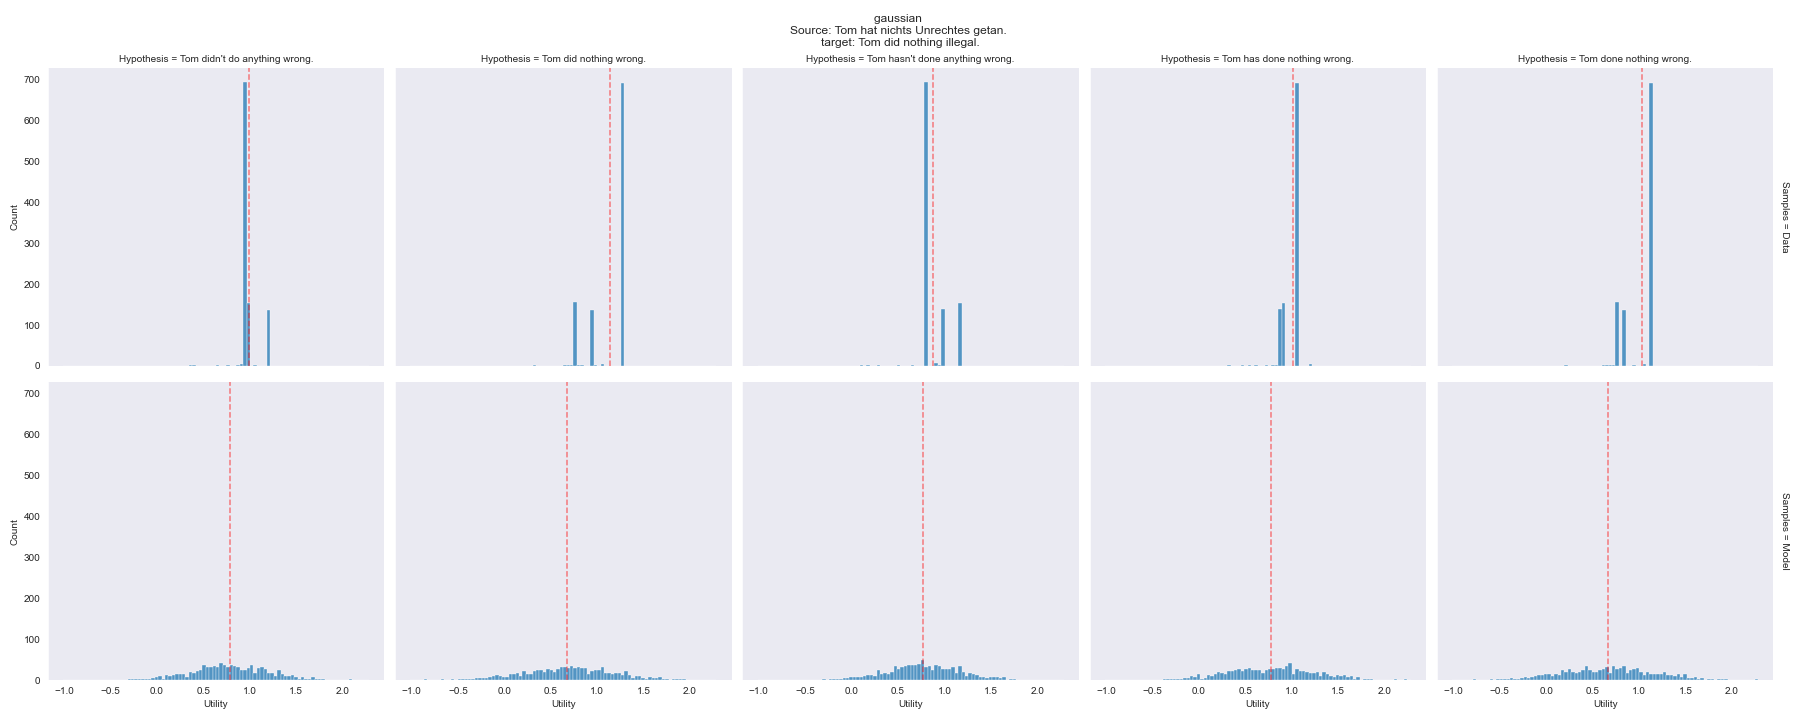 gaussian
Source: Tom hat nichts Unrechtes getan.
target: Tom did nothing illegal.
Hypothesis = Tom didn't do anything wrong.
Hypothesis = Tom did nothing wrong.
Hypothesis = Tom hasn't done anything wrong.
Hypothesis = Tom has done nothing wrong.
Hypothesis = Tom done nothing wrong.
700
600
500
400
300
200
100
0
Count
Samples = Data
700
600
500
400
300
200
100
0
Count
Samples = Model
−1.0 −0.5 0.0 0.5 1.0 1.5 2.0
−1.0 −0.5 0.0 0.5 1.0 1.5 2.0
−1.0 −0.5 0.0 0.5 1.0 1.5 2.0
−1.0 −0.5 0.0 0.5 1.0 1.5 2.0
−1.0 −0.5 0.0 0.5 1.0 1.5 2.0
Utility
Utility
Utility
Utility
Utility